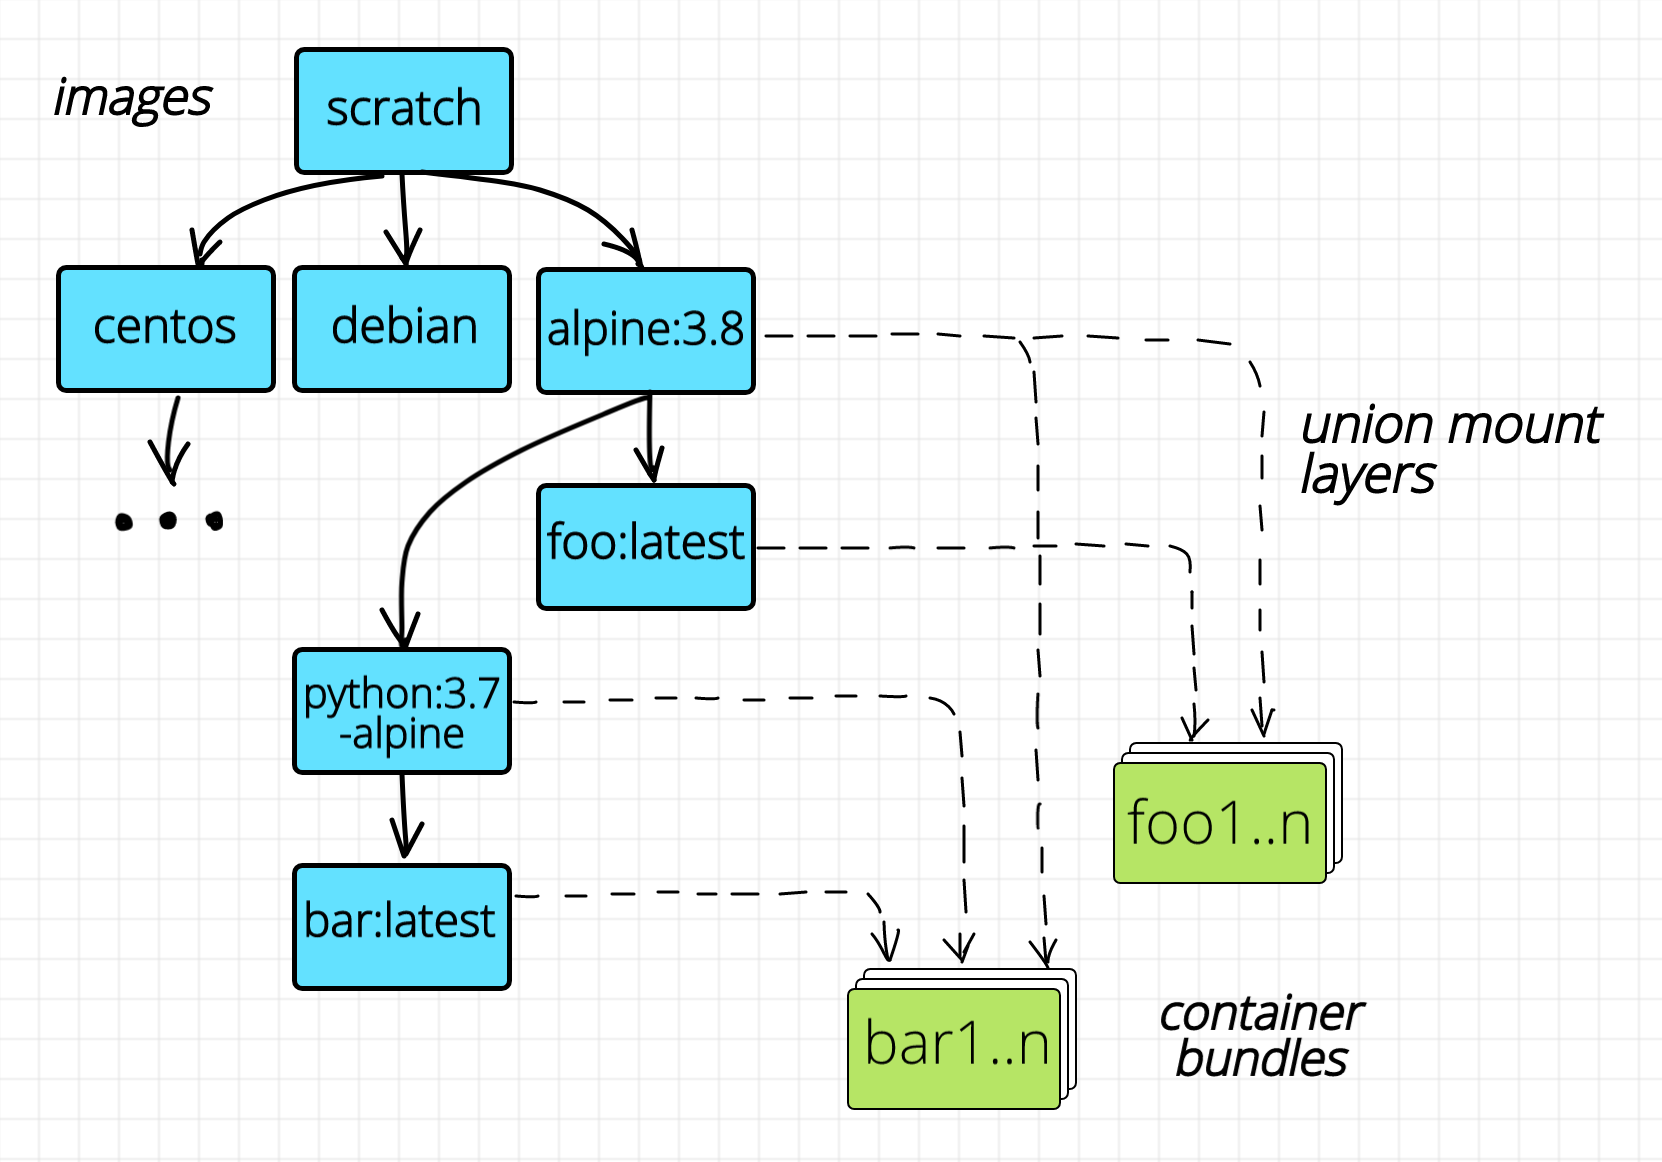 images
scratch
centos
debian
alpine:3.8
union mount
layers
foo:latest
python:3.7
-alpine
foo1..n
bar:latest
container
bundles
bar1..n